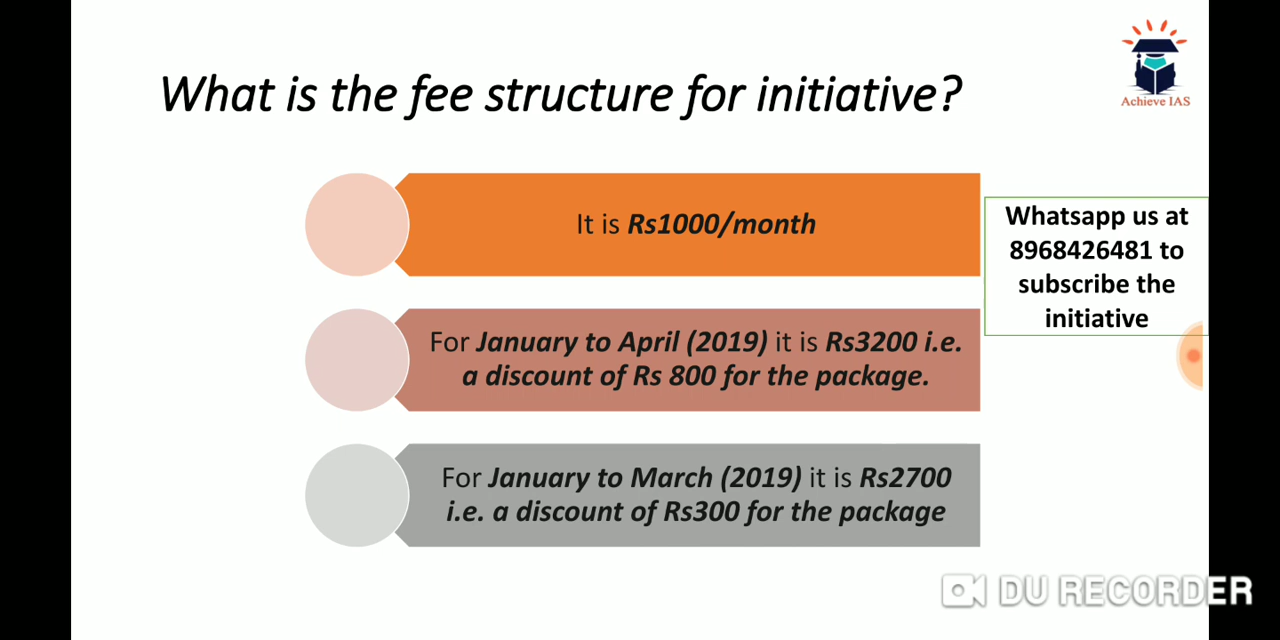 What is the fee structure for initiative?
Achieve IAS
It is Rs1000/month
Whatsapp us at
8968426481 to
subscribe the
initiative
For January to April (2019) it is Rs3200 i.e.
a discount of Rs 800 for the package.
For January to March (2019) it is Rs2700
i.e. a discount of Rs300 for the package
DU RECORDER